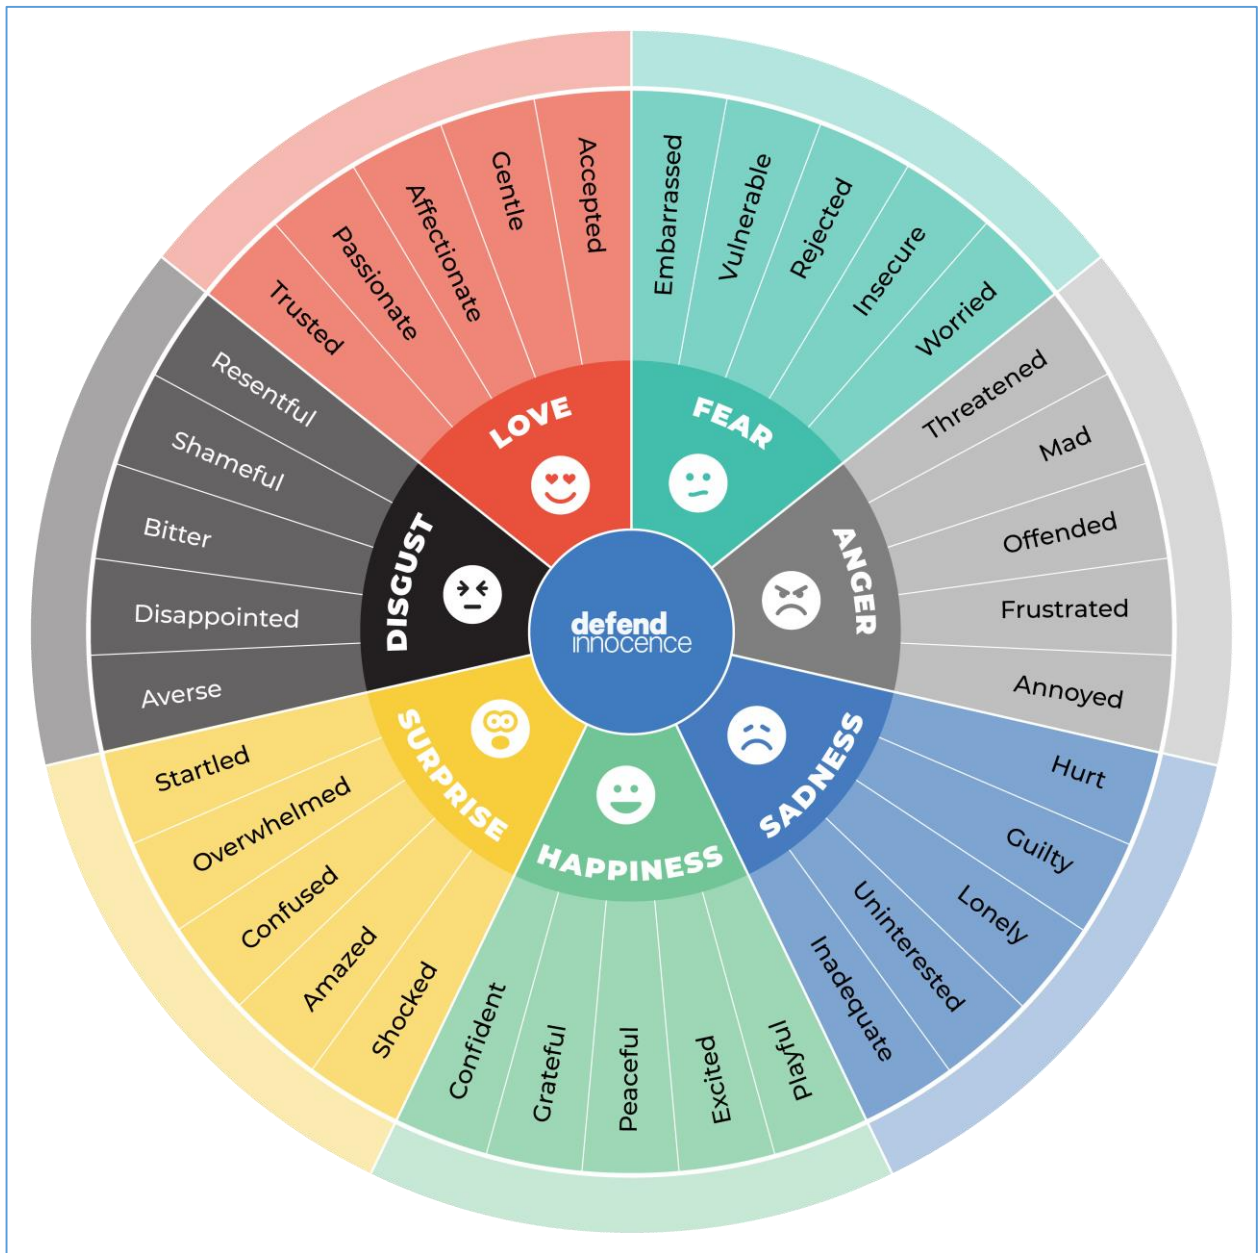 defend
innocence
LOVE
Trusted
Passionate
Affectionate
Gentle
Accepted
FEAR
Embarrassed
Vulnerable
Rejected
Insecure
Worried
ANGER
Threatened
Mad
Offended
Frustrated
Annoyed
SADNESS
Hurt
Guilty
Lonely
Uninterested
Inadequate
HAPPINESS
Playful
Excited
Peaceful
Grateful
Confident
SURPRISE
Shocked
Amazed
Confused
Overwhelmed
Startled
DISGUST
Averse
Disappointed
Bitter
Shameful
Resentful